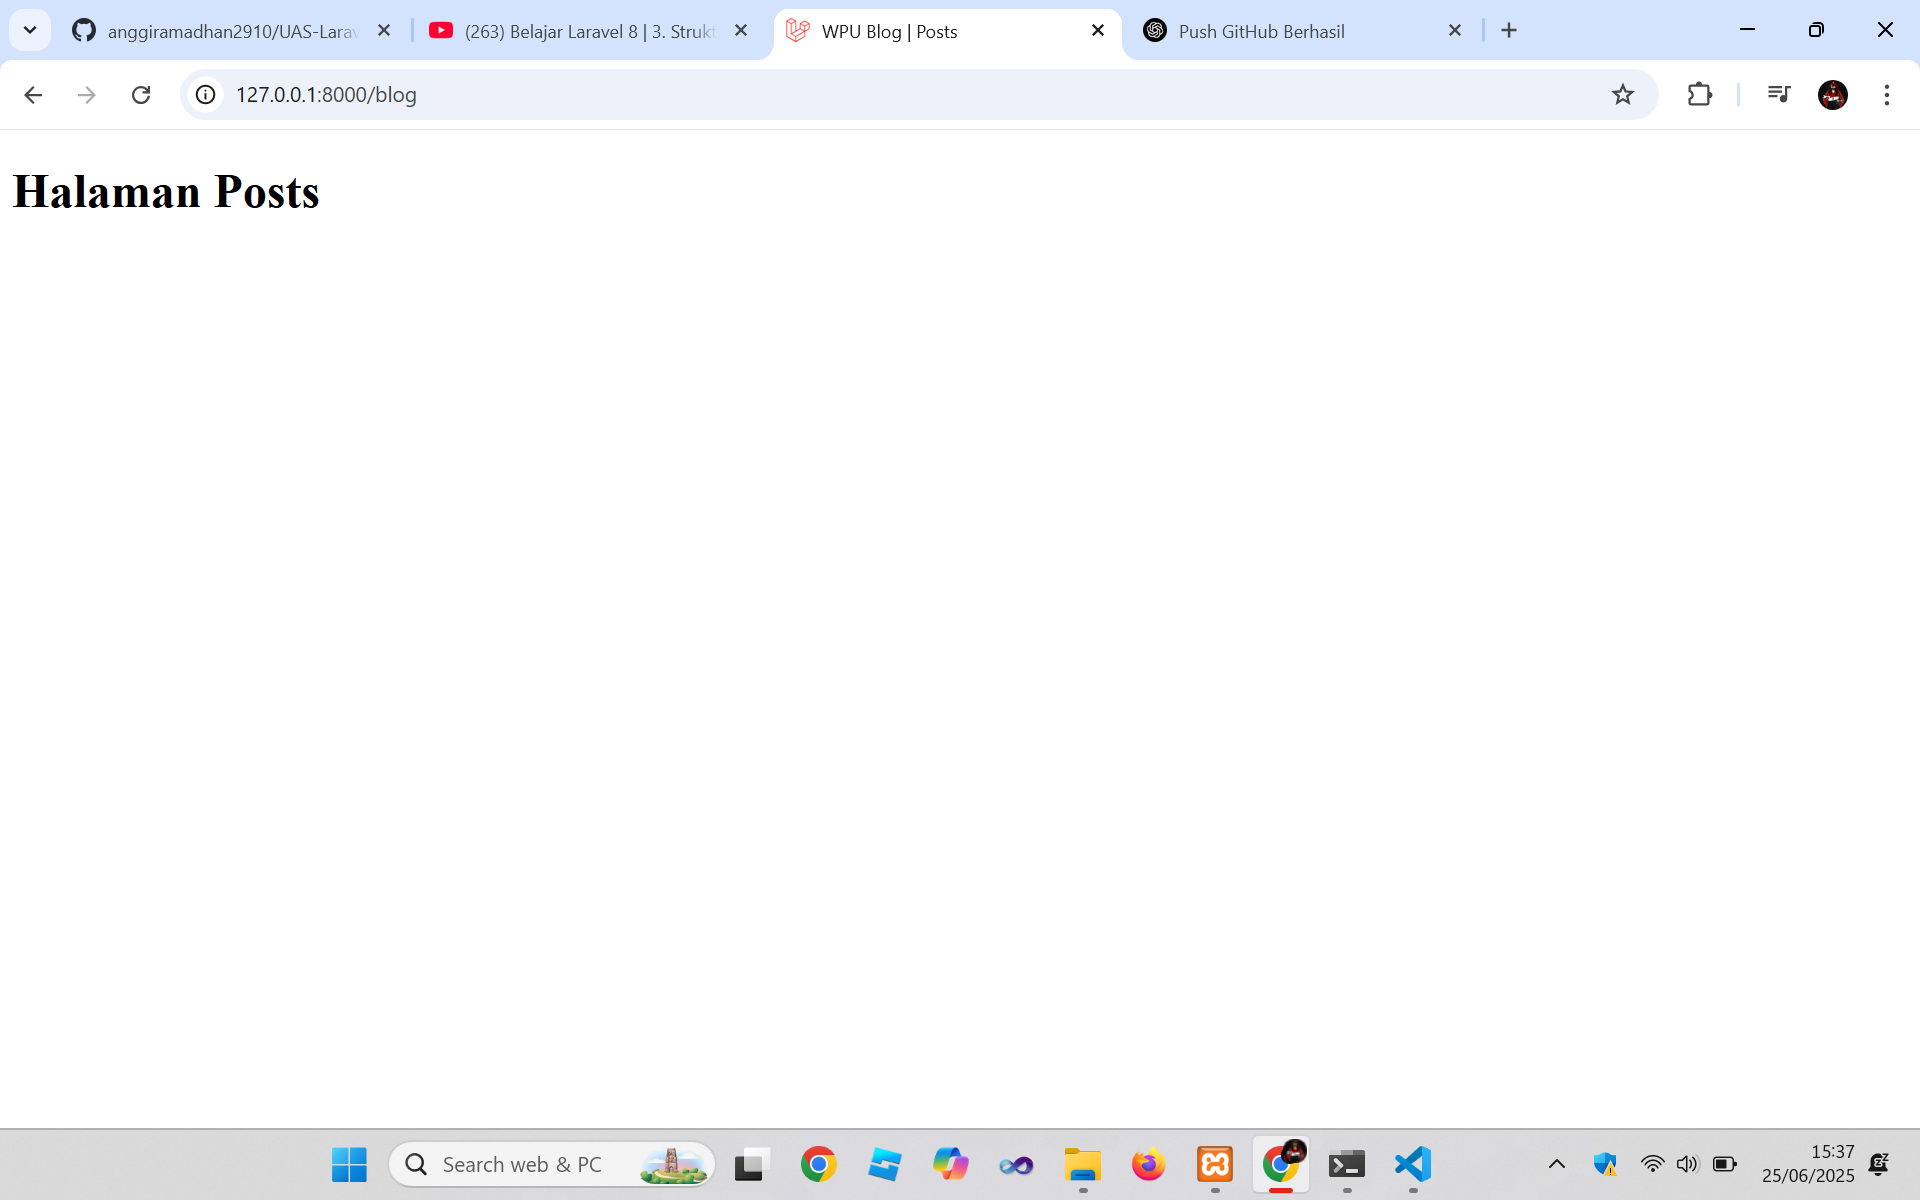 anggiramadhan2910/UAS-Larav
(263) Belajar Laravel 8 | 3. Strukt
WPU Blog | Posts
Push GitHub Berhasil
127.0.0.1:8000/blog
Halaman Posts
Search web & PC
15:37
25/06/2025